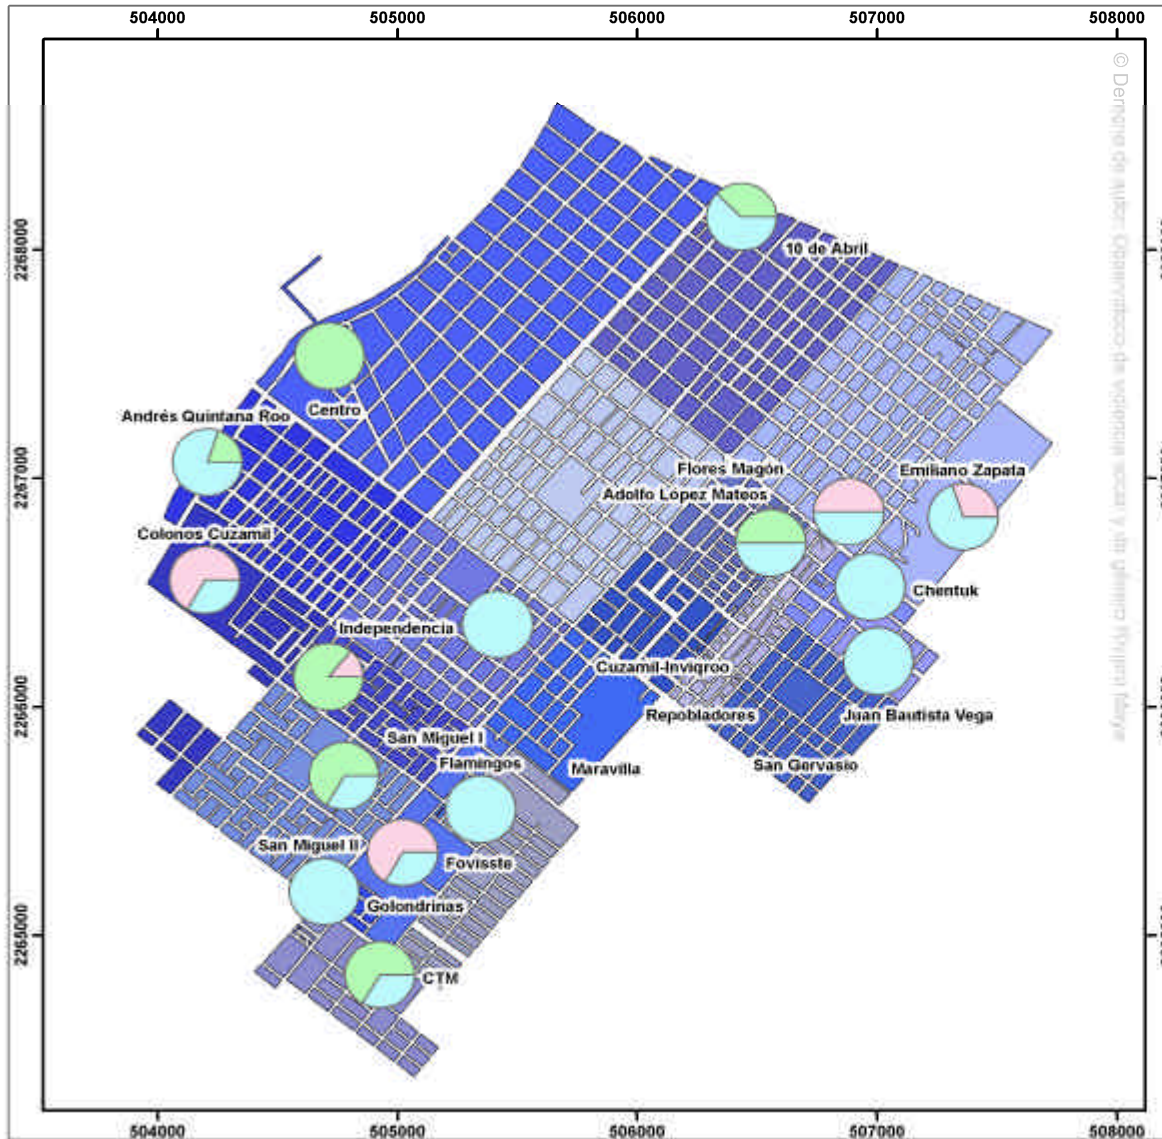 504000 505000 506000 507000 508000
2268000
10 de Abril
Centro
Andrés Quintana Roo
2267000
Flores Magón
Emiliano Zapata
Adolfo López Mateos
Colonos Cuzamil
Chentuk
Independencia
Cuzamil-Inviqroo
2266000
Repobladores
Juan Bautista Vega
San Miguel I
Flamingos
Maravilla
San Gervasio
San Miguel II
Fovissste
Golondrinas
2265000
CTM
504000 505000 506000 507000 508000